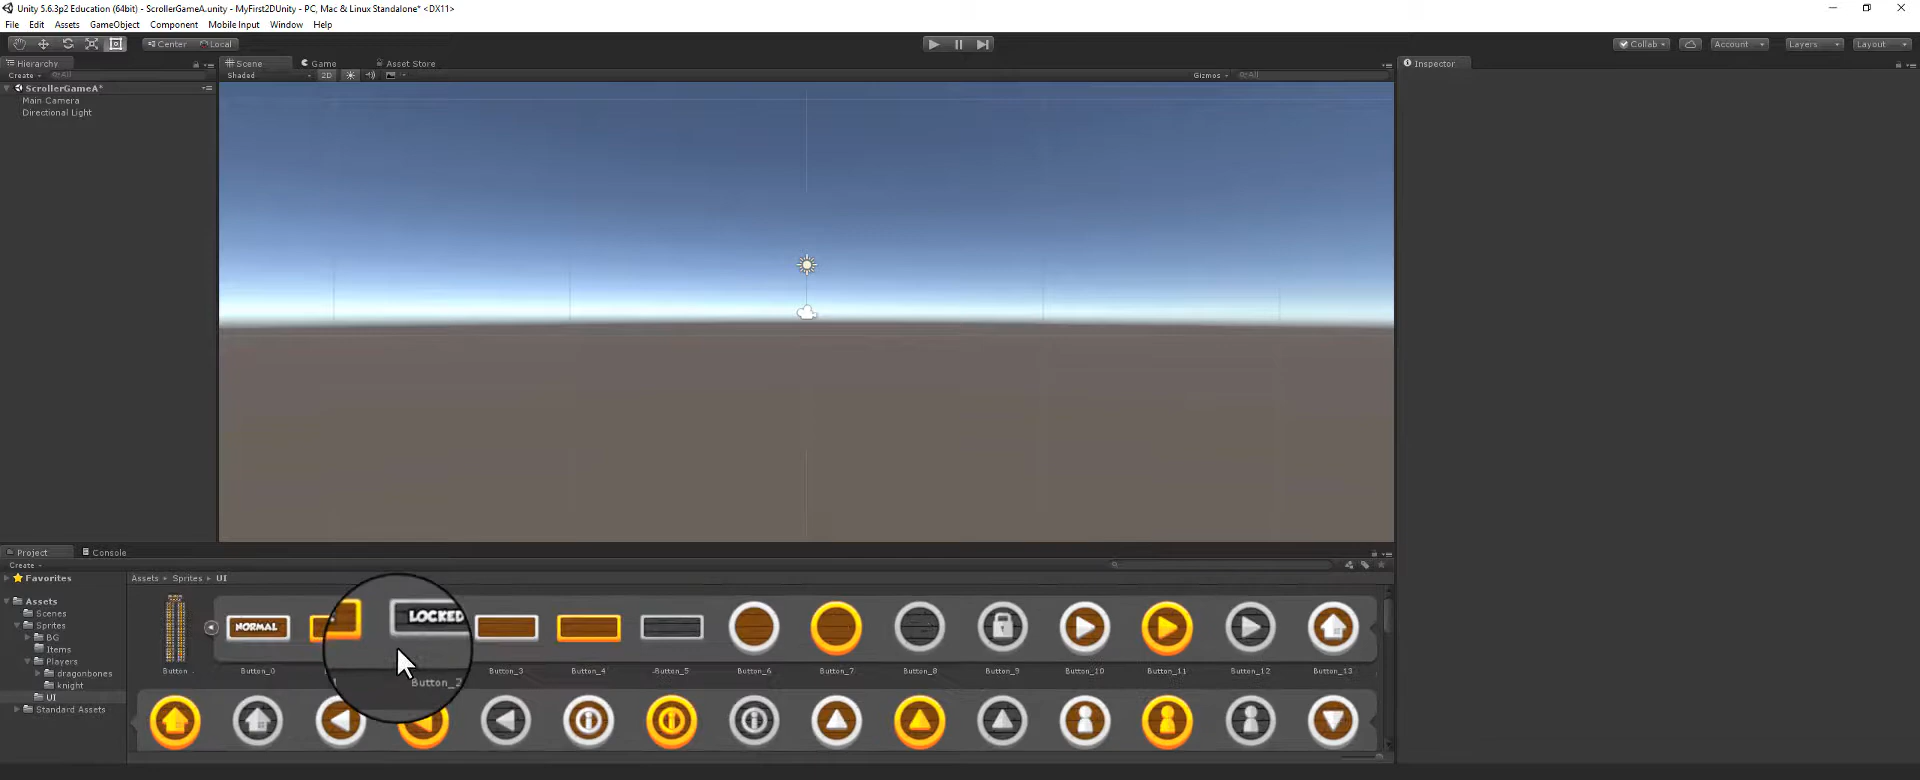 Unity 5.6.3p2 Education (64bit) - ScrollerGameA.unity - MyFirst2DUnity - PC, Mac & Linux Standalone* <DX11>
File Edit Assets GameObject Component Mobile Input Window Help
Center Local Collab Account Layers Layout
Hierarchy Scene Game Asset Store Inspector
Create All Shaded 2D Gizmos All
ScrollerGameA*
Main Camera
Directional Light
Project Console
Create
Favorites Assets Sprites UI
Assets
Scenes
Sprites
BG
Items
Players
dragonbones
knight
UI
Standard Assets
NORMAL LOCKED
Button Button_0 Button_2 Button_3 Button_4 Button_5 Button_6 Button_7 Button_8 Button_9 Button_10 Button_11 Button_12 Button_13